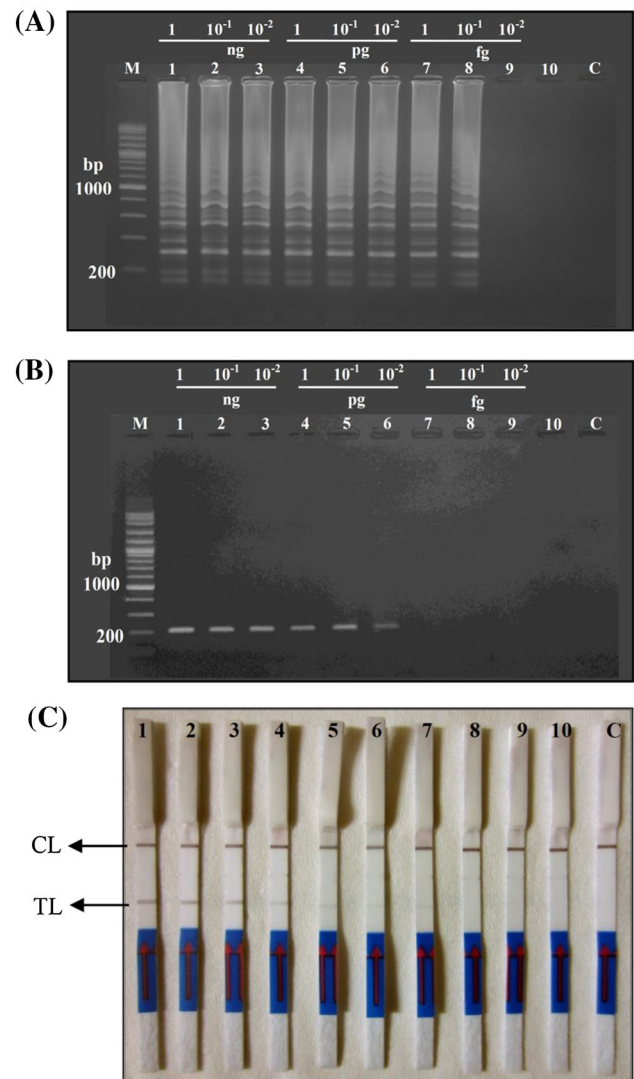 (A)
1 10⁻¹ 10⁻² 1 10⁻¹ 10⁻² 1 10⁻¹ 10⁻²
ng pg fg
M 1 2 3 4 5 6 7 8 9 10 C
bp
1000
200
(B)
1 10⁻¹ 10⁻² 1 10⁻¹ 10⁻² 1 10⁻¹ 10⁻²
ng pg fg
M 1 2 3 4 5 6 7 8 9 10 C
bp
1000
200
(C)
1 2 3 4 5 6 7 8 9 10 C
CL
TL